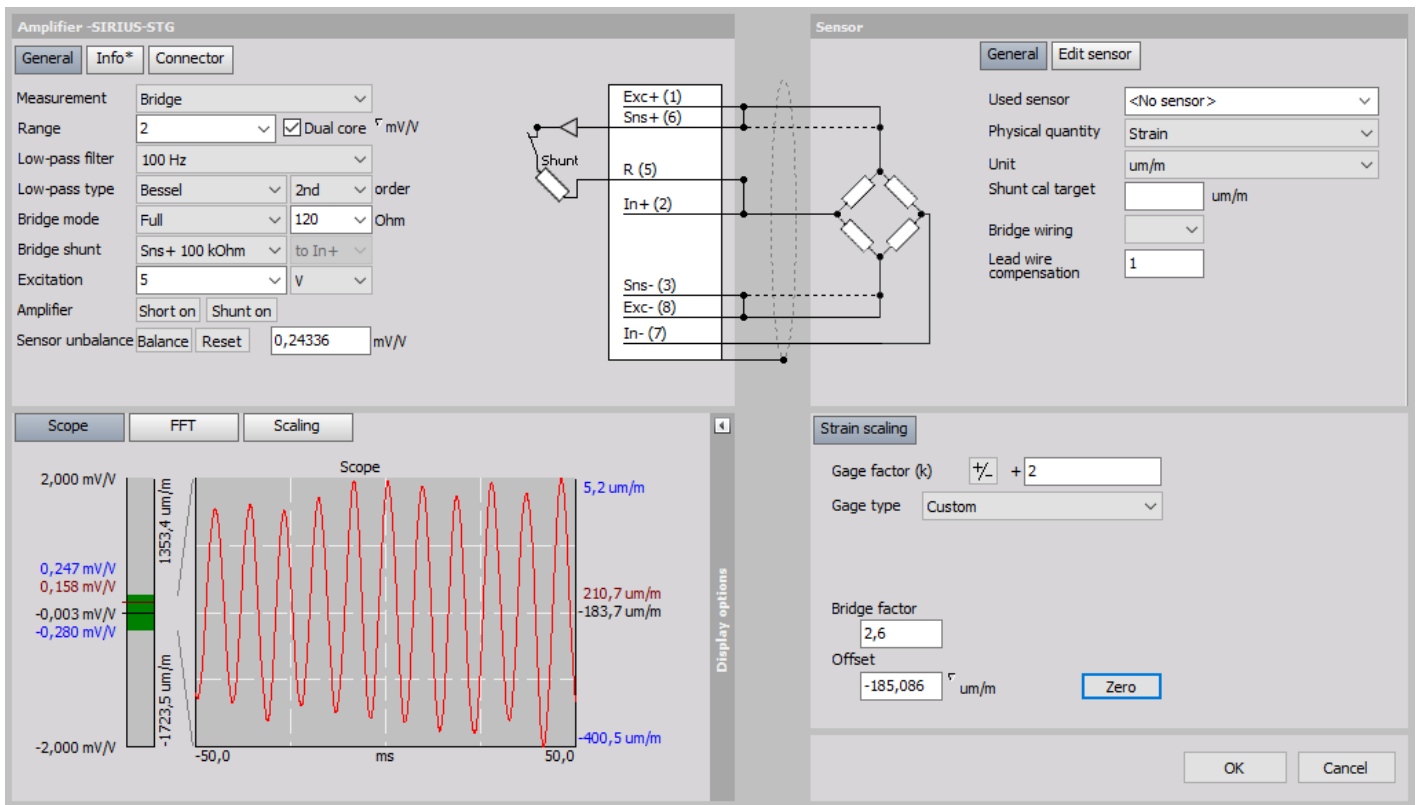 Amplifier -SIRIUS-STG
General Info* Connector
Measurement Bridge
Range 2 Dual core mV/V
Low-pass filter 100 Hz
Low-pass type Bessel 2nd order
Bridge mode Full 120 Ohm
Bridge shunt Sns+ 100 kOhm to In+
Excitation 5 V
Amplifier Short on Shunt on
Sensor unbalance Balance Reset 0,24336 mV/V
Shunt
Exc+ (1)
Sns+ (6)
R (5)
In+ (2)
Sns- (3)
Exc- (8)
In- (7)
Sensor
General Edit sensor
Used sensor <No sensor>
Physical quantity Strain
Unit um/m
Shunt cal target um/m
Bridge wiring
Lead wire
compensation 1
Scope FFT Scaling
Scope
2,000 mV/V
0,247 mV/V
0,158 mV/V
-0,003 mV/V
-0,280 mV/V
-2,000 mV/V
1353,4 um/m
-1723,5 um/m
5,2 um/m
210,7 um/m
-183,7 um/m
-400,5 um/m
-50,0 ms 50,0
Display options
Strain scaling
Gage factor (k) +/- + 2
Gage type Custom
Bridge factor
2,6
Offset
-185,086 um/m Zero
OK Cancel